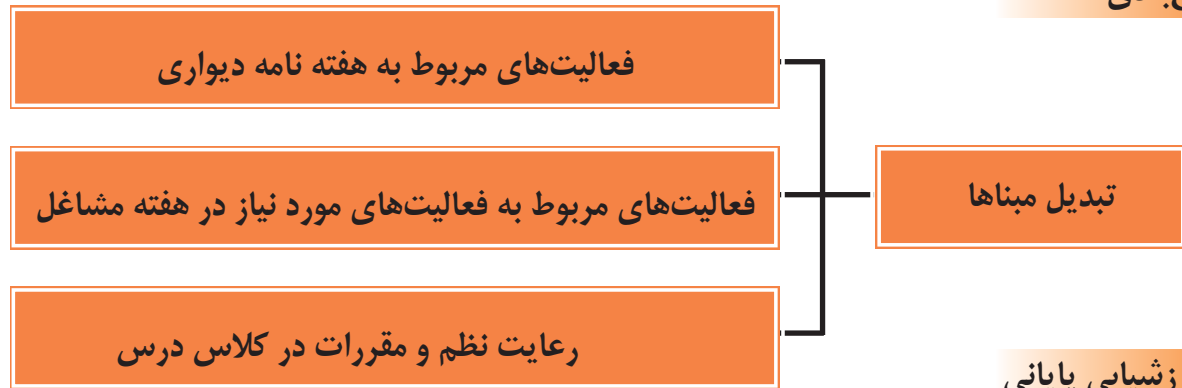 فعالیت‌های مربوط به هفته نامه دیواری
تبدیل مبناها
فعالیت‌های مربوط به فعالیت‌های مورد نیاز در هفته مشاغل
رعایت نظم و مقررات در کلاس درس
پایانی